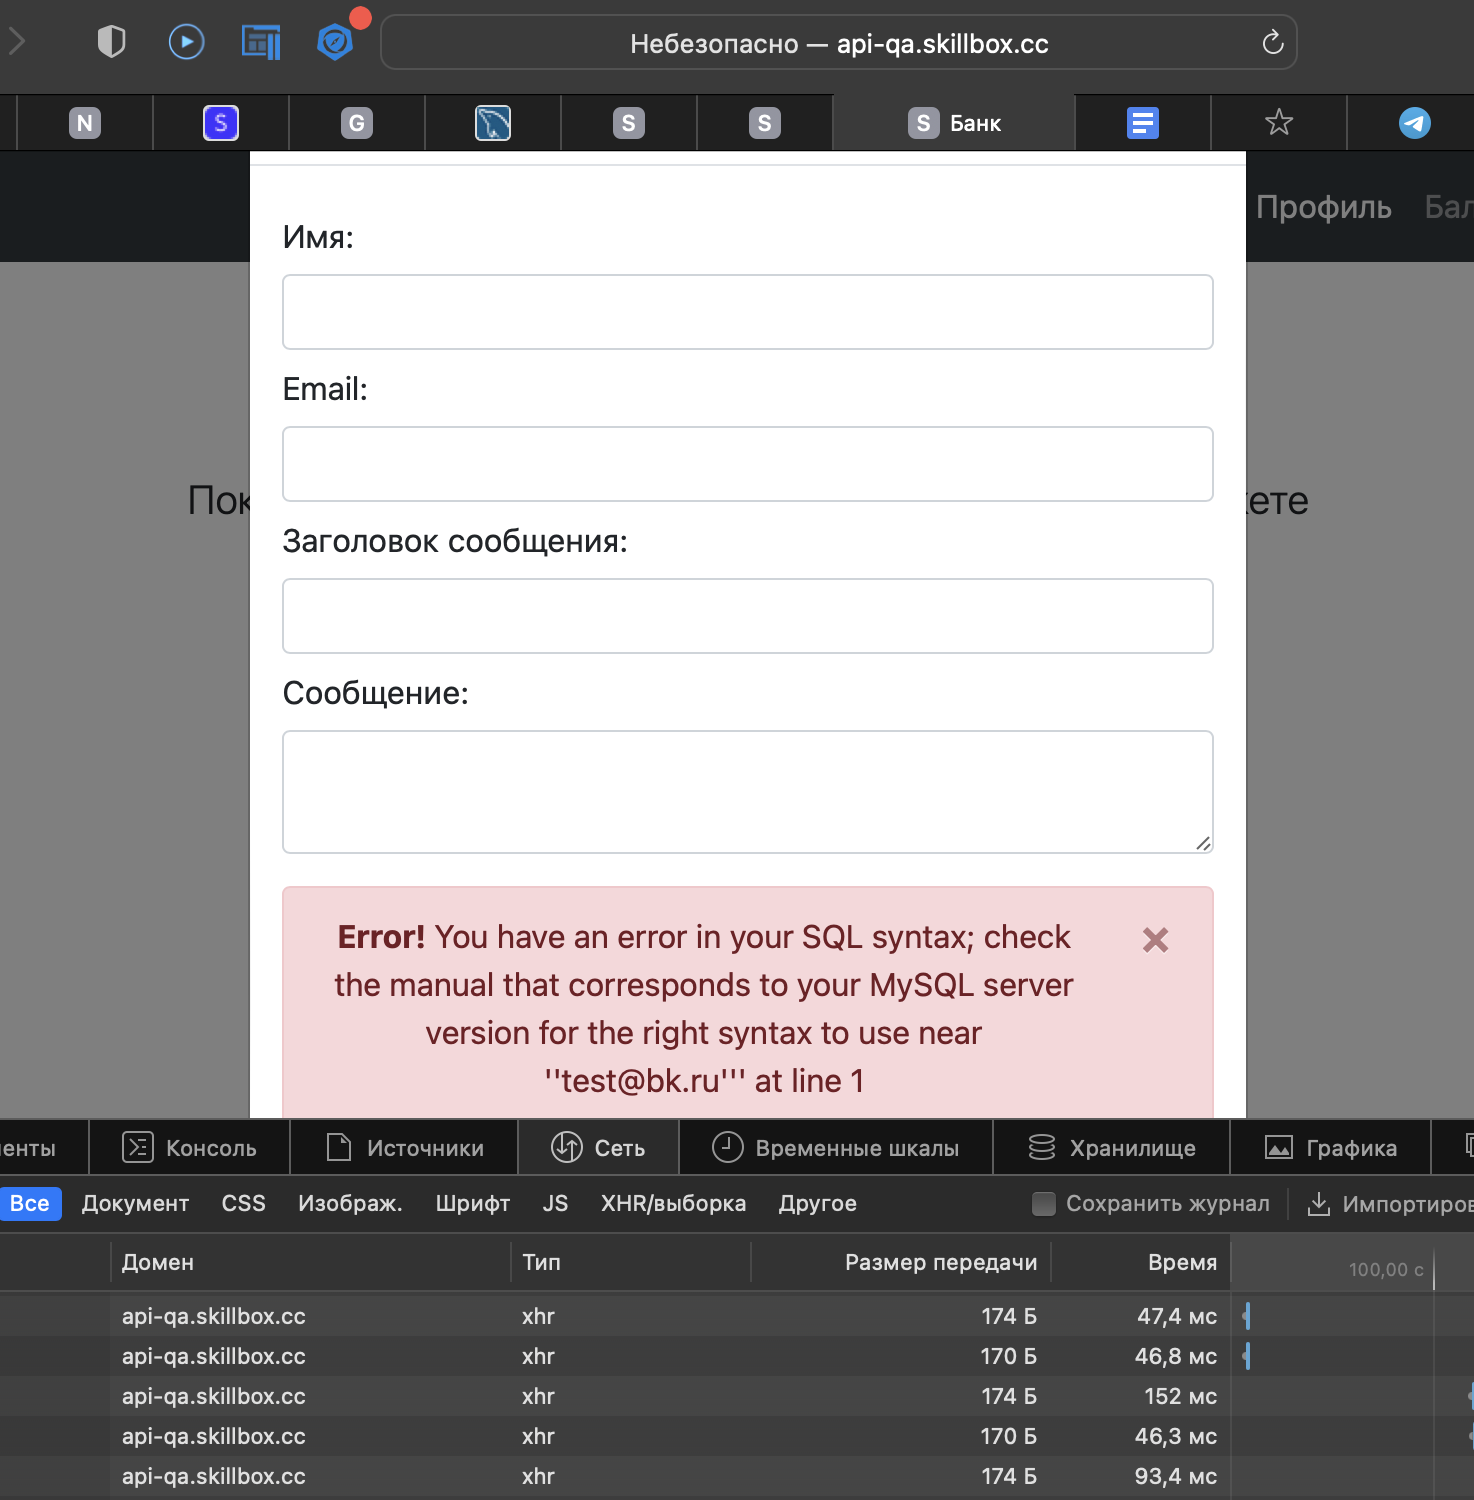 Небезопасно — api-qa.skillbox.cc
N S G S S S Банк
Профиль Бал
Имя:
Email:
Пок
кете
Заголовок сообщения:
Сообщение:
Error! You have an error in your SQL syntax; check
the manual that corresponds to your MySQL server
version for the right syntax to use near
''test@bk.ru''' at line 1
енты Консоль Источники Сеть Временные шкалы Хранилище Графика
Все Документ CSS Изображ. Шрифт JS XHR/выборка Другое Сохранить журнал Импортиров
Домен Тип Размер передачи Время 100,00 с
api-qa.skillbox.cc xhr 174 Б 47,4 мс
api-qa.skillbox.cc xhr 170 Б 46,8 мс
api-qa.skillbox.cc xhr 174 Б 152 мс
api-qa.skillbox.cc xhr 170 Б 46,3 мс
api-qa.skillbox.cc xhr 174 Б 93,4 мс